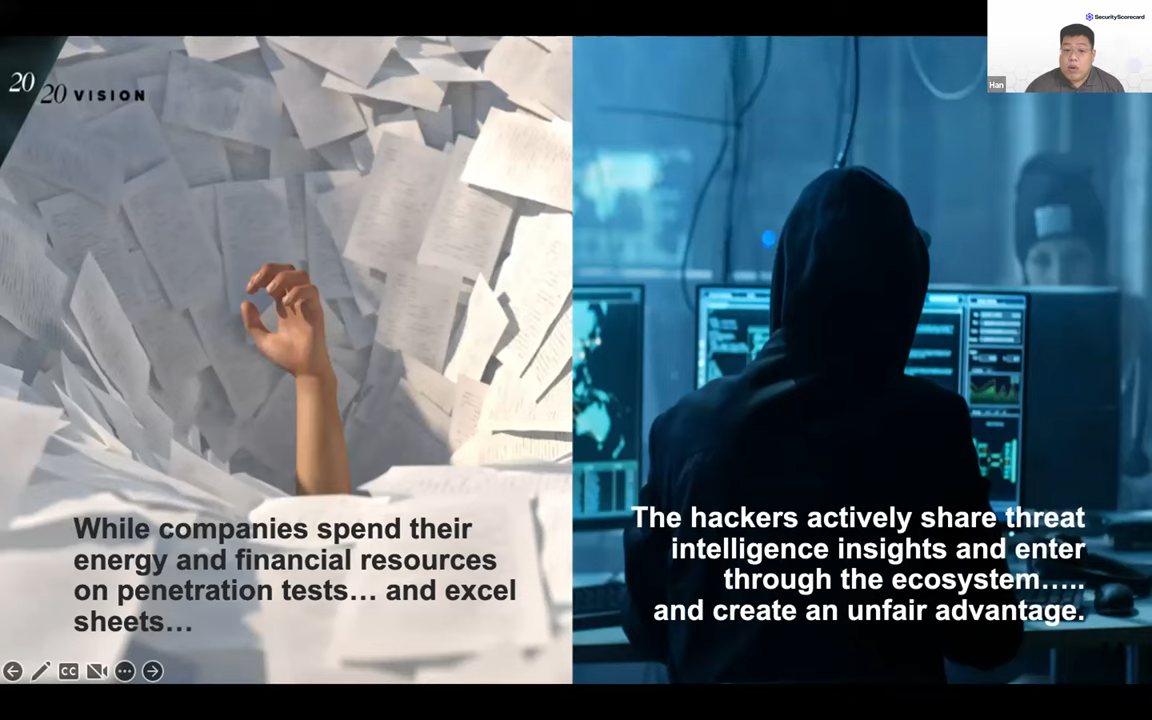 SecurityScorecard
Han
20
20 VISION
While companies spend their
energy and financial resources
on penetration tests… and excel
sheets…
The hackers actively share threat
intelligence insights and enter
through the ecosystem…..
and create an unfair advantage.
CC